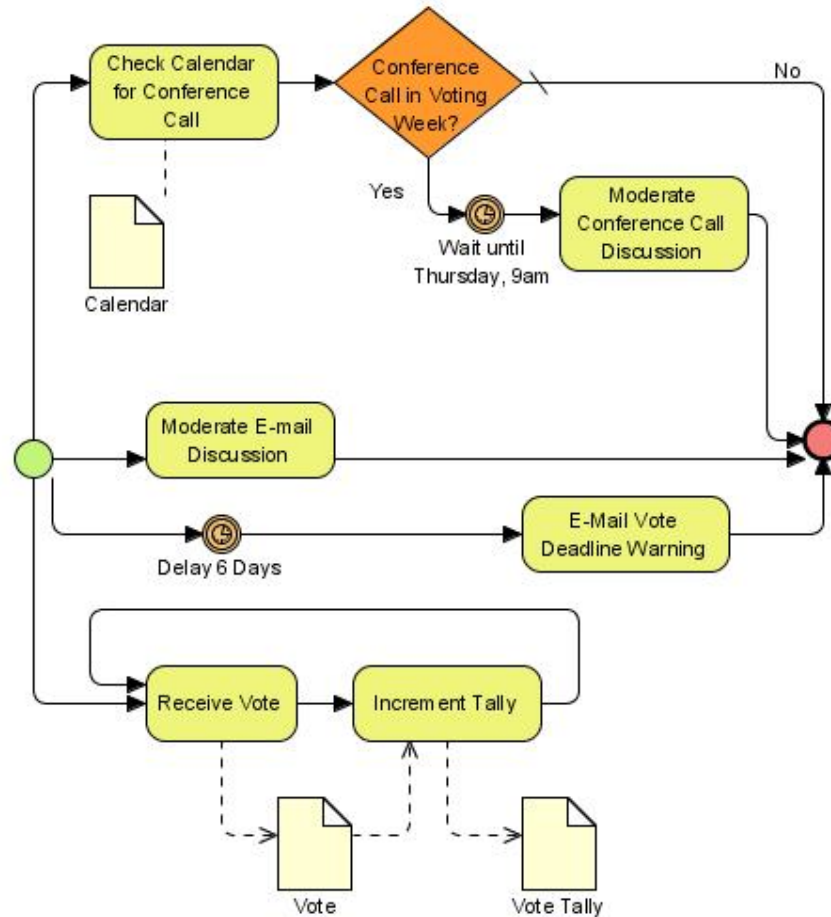 Check Calendar
for Conference
Call
Conference
Call in Voting
Week?
No
Yes
Wait until
Thursday, 9am
Moderate
Conference Call
Discussion
Calendar
Moderate E-mail
Discussion
Delay 6 Days
E-Mail Vote
Deadline Warning
Receive Vote
Increment Tally
Vote
Vote Tally